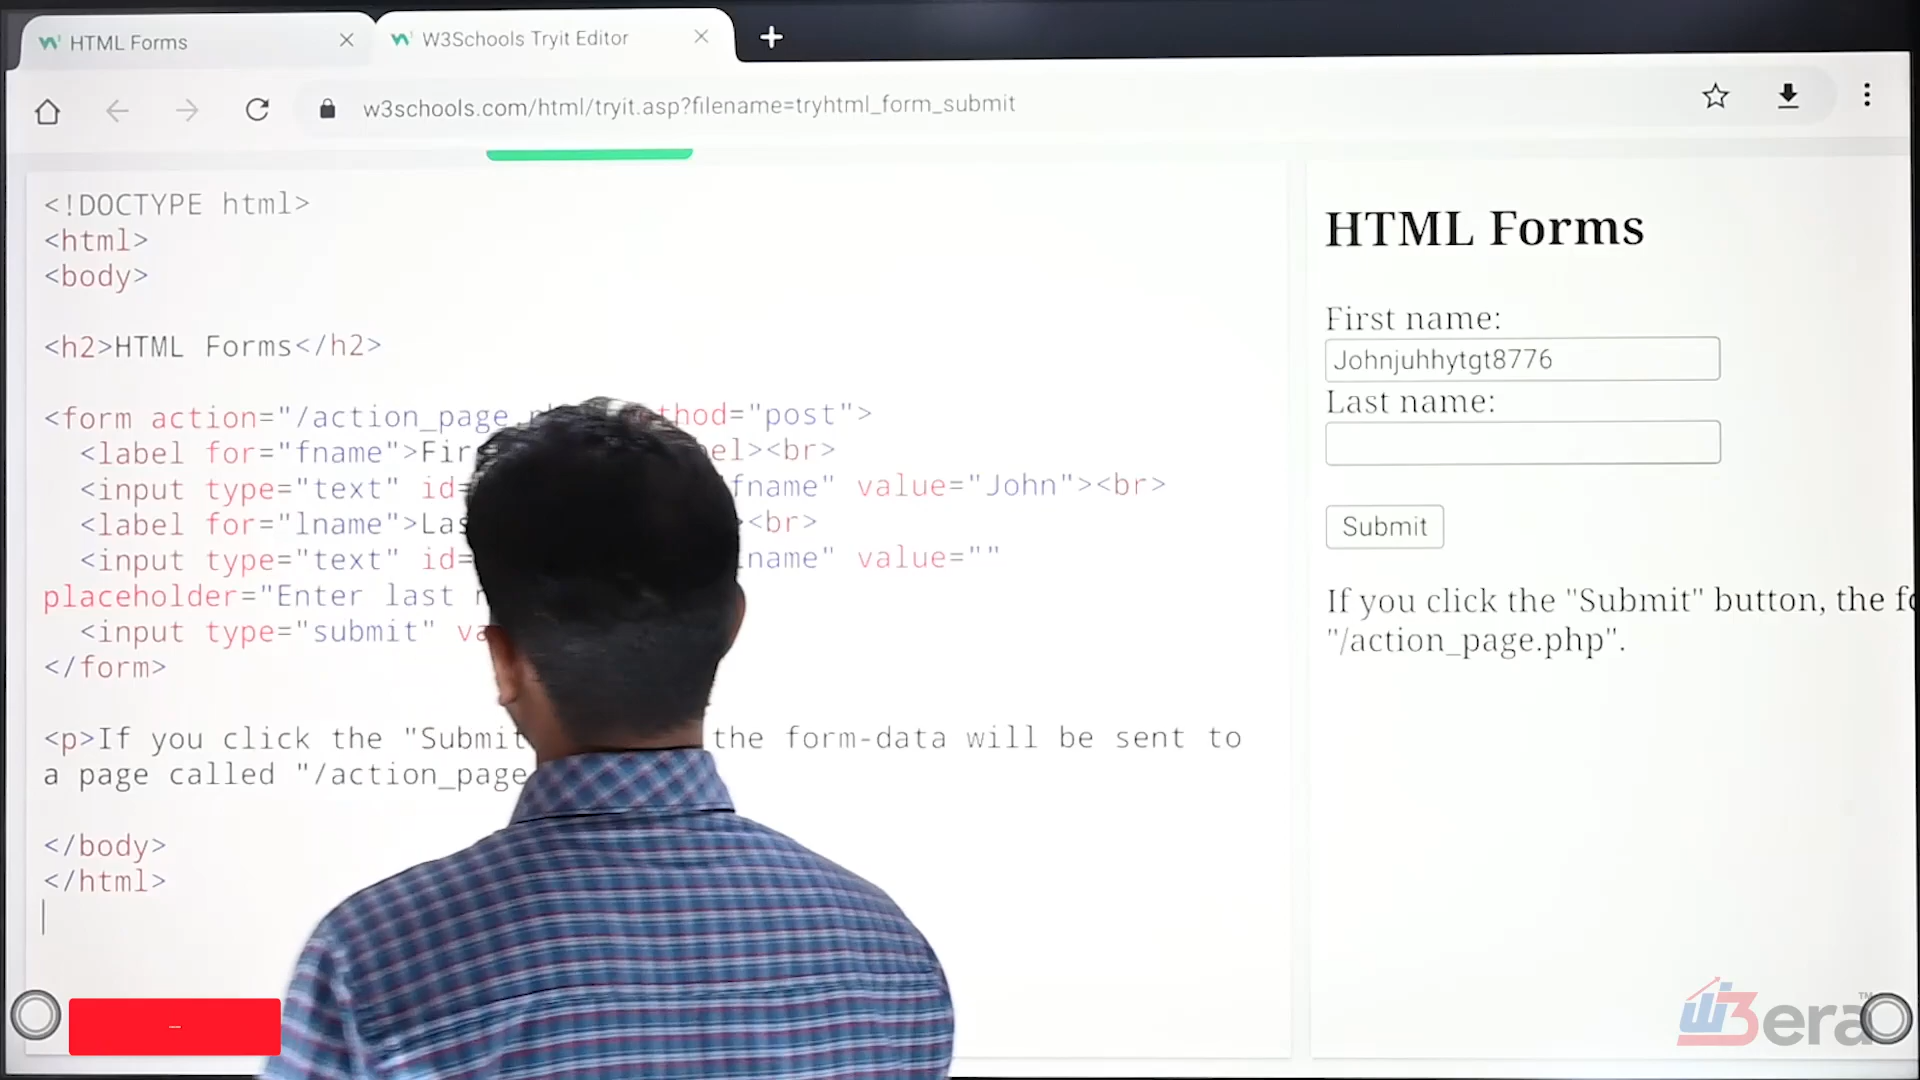 HTML Forms
W3Schools Tryit Editor
w3schools.com/html/tryit.asp?filename=tryhtml_form_submit
<!DOCTYPE html>
<html>
<body>
<h2>HTML Forms</h2>
<form action="/action_page. method="post">
<label for="fname">Fir el><br>
<input type="text" id= fname" value="John"><br>
<label for="lname">Las <br>
<input type="text" id= name" value=""
placeholder="Enter last
<input type="submit" va
</form>
<p>If you click the "Submit the form-data will be sent to
a page called "/action_page
</body>
</html>
HTML Forms
First name:
Johnjuhhytgt8776
Last name:
Submit
If you click the "Submit" button, the fo
"/action_page.php".
W3era™